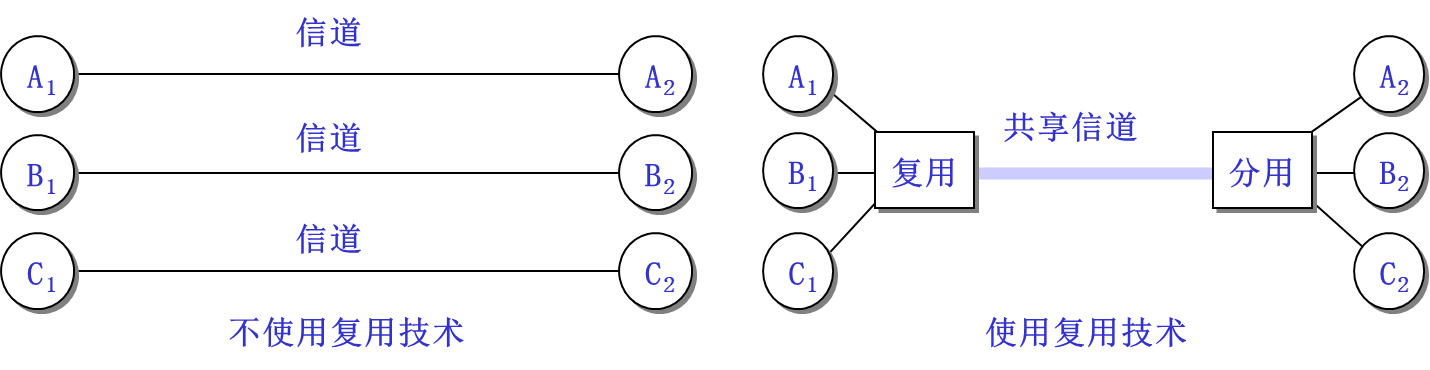 信道
A₁
A₂
信道
B₁
B₂
信道
C₁
C₂
不使用复用技术
A₁
B₁
C₁
复用
共享信道
分用
A₂
B₂
C₂
使用复用技术